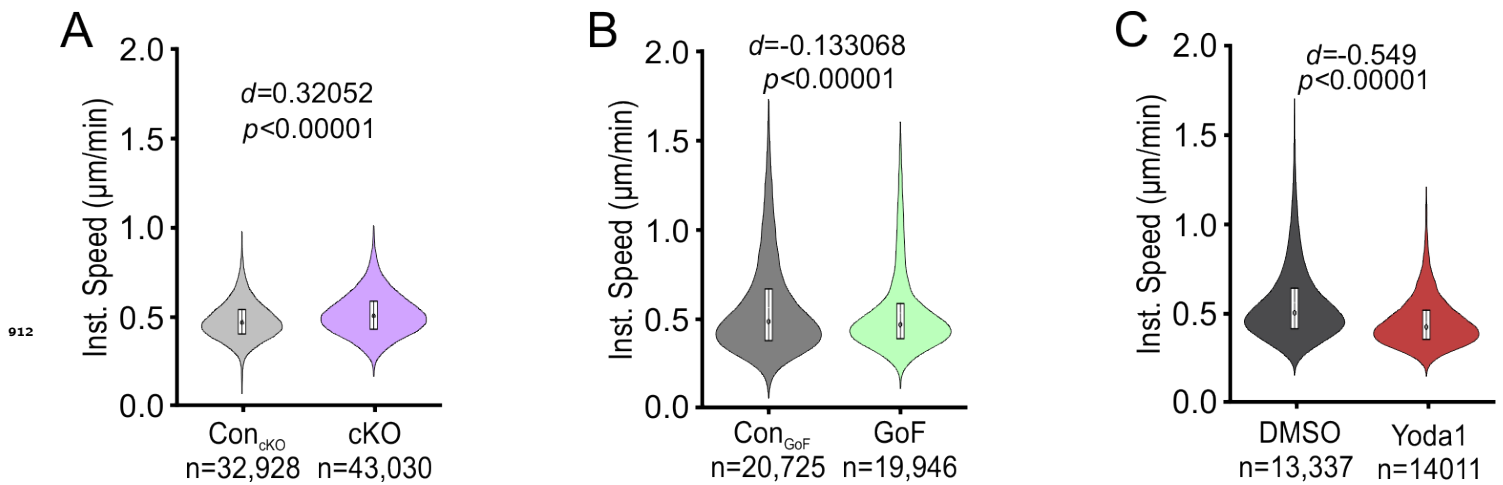 A
2.0
d=0.32052
p<0.00001
1.5
Inst. Speed (µm/min)
1.0
0.5
0.0
ConcKO cKO
n=32,928 n=43,030
B
2.0
d=-0.133068
p<0.00001
1.5
Inst. Speed (µm/min)
1.0
0.5
0.0
ConGoF GoF
n=20,725 n=19,946
C
2.0
d=-0.549
p<0.00001
1.5
Inst. Speed (µm/min)
1.0
0.5
0.0
DMSO Yoda1
n=13,337 n=14011
912